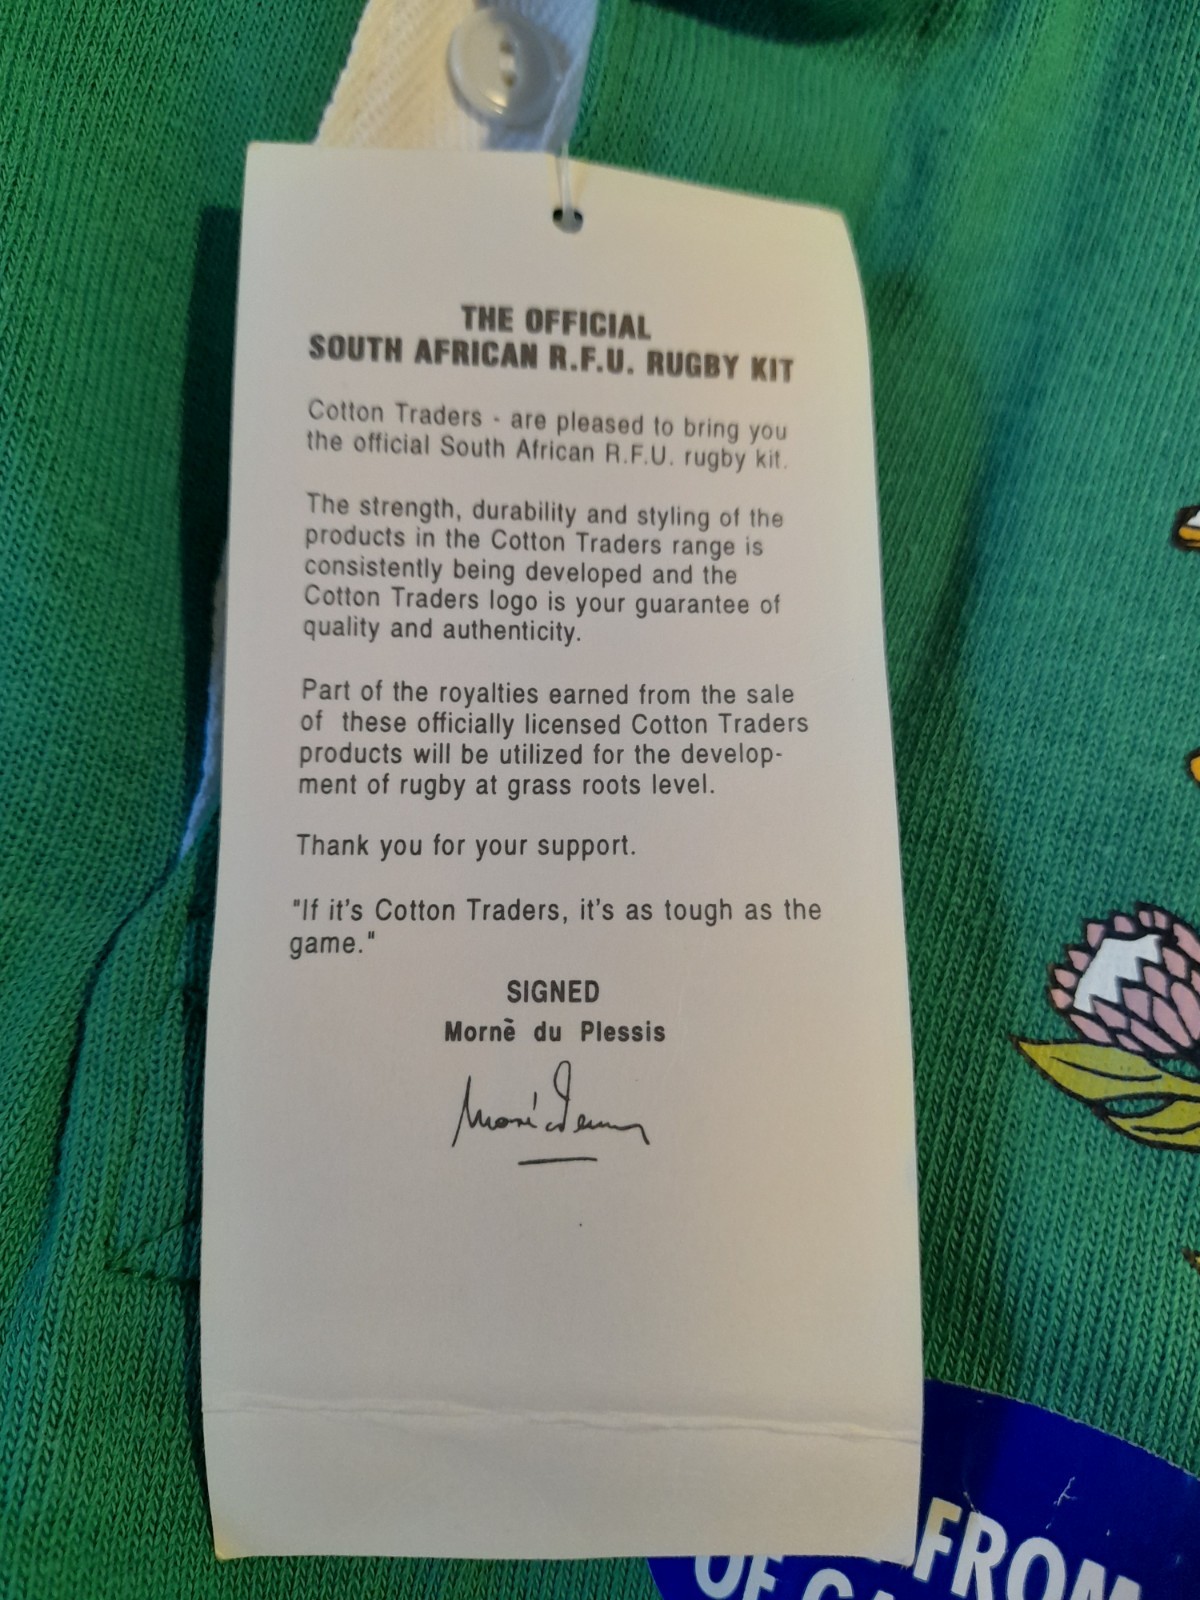 THE OFFICIAL
SOUTH AFRICAN R.F.U. RUGBY KIT
Cotton Traders - are pleased to bring you
the official South African R.F.U. rugby kit.
The strength, durability and styling of the
products in the Cotton Traders range is
consistently being developed and the
Cotton Traders logo is your guarantee of
quality and authenticity.
Part of the royalties earned from the sale
of these officially licensed Cotton Traders
products will be utilized for the develop-
ment of rugby at grass roots level.
Thank you for your support.
"If it's Cotton Traders, it's as tough as the
game."
SIGNED
Mornè du Plessis
FROM
OF